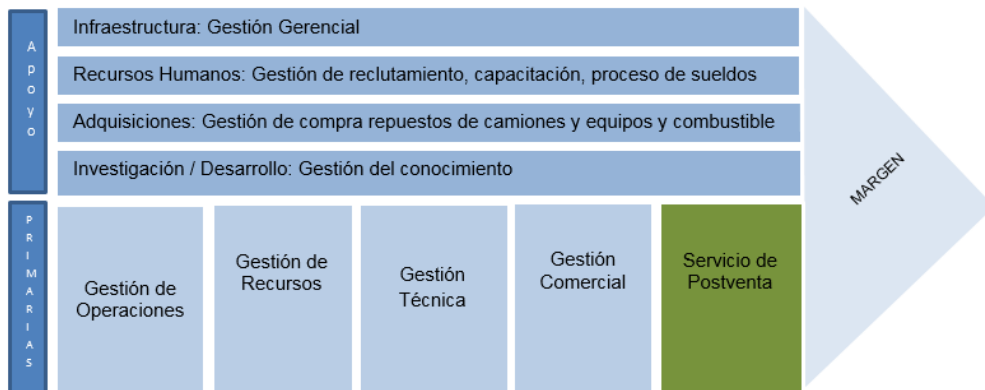 Apoyo
Infraestructura: Gestión Gerencial
Recursos Humanos: Gestión de reclutamiento, capacitación, proceso de sueldos
Adquisiciones: Gestión de compra repuestos de camiones y equipos y combustible
Investigación / Desarrollo: Gestión del conocimiento
MARGEN
PRIMARIAS
Gestión de
Operaciones
Gestión de
Recursos
Gestión
Técnica
Gestión
Comercial
Servicio de
Postventa